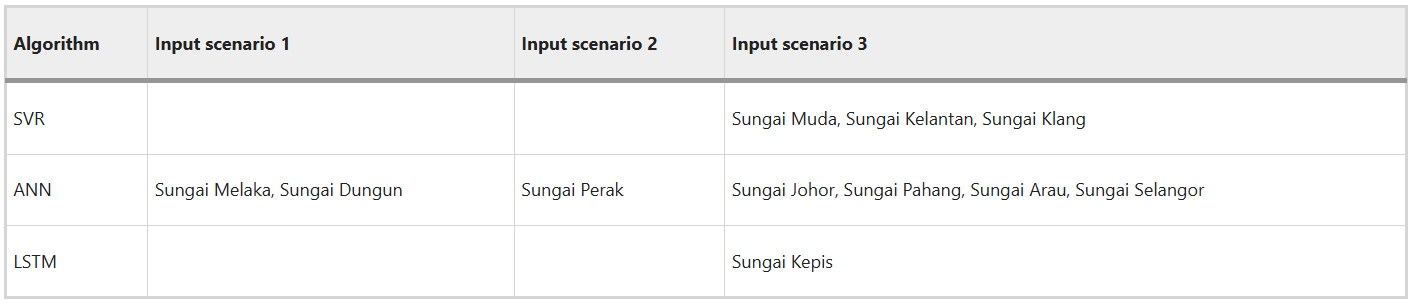 Algorithm Input scenario 1 Input scenario 2 Input scenario 3
SVR Sungai Muda, Sungai Kelantan, Sungai Klang
ANN Sungai Melaka, Sungai Dungun Sungai Perak Sungai Johor, Sungai Pahang, Sungai Arau, Sungai Selangor
LSTM Sungai Kepis